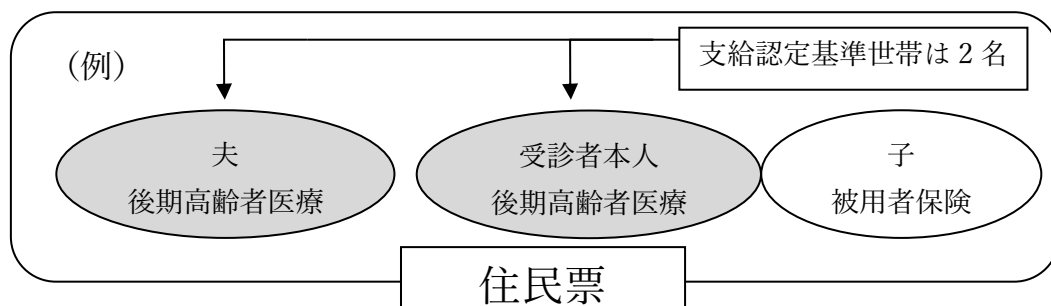 (例)
支給認定基準世帯は 2 名
夫
後期高齢者医療
受診者本人
後期高齢者医療
子
被用者保険
住民票